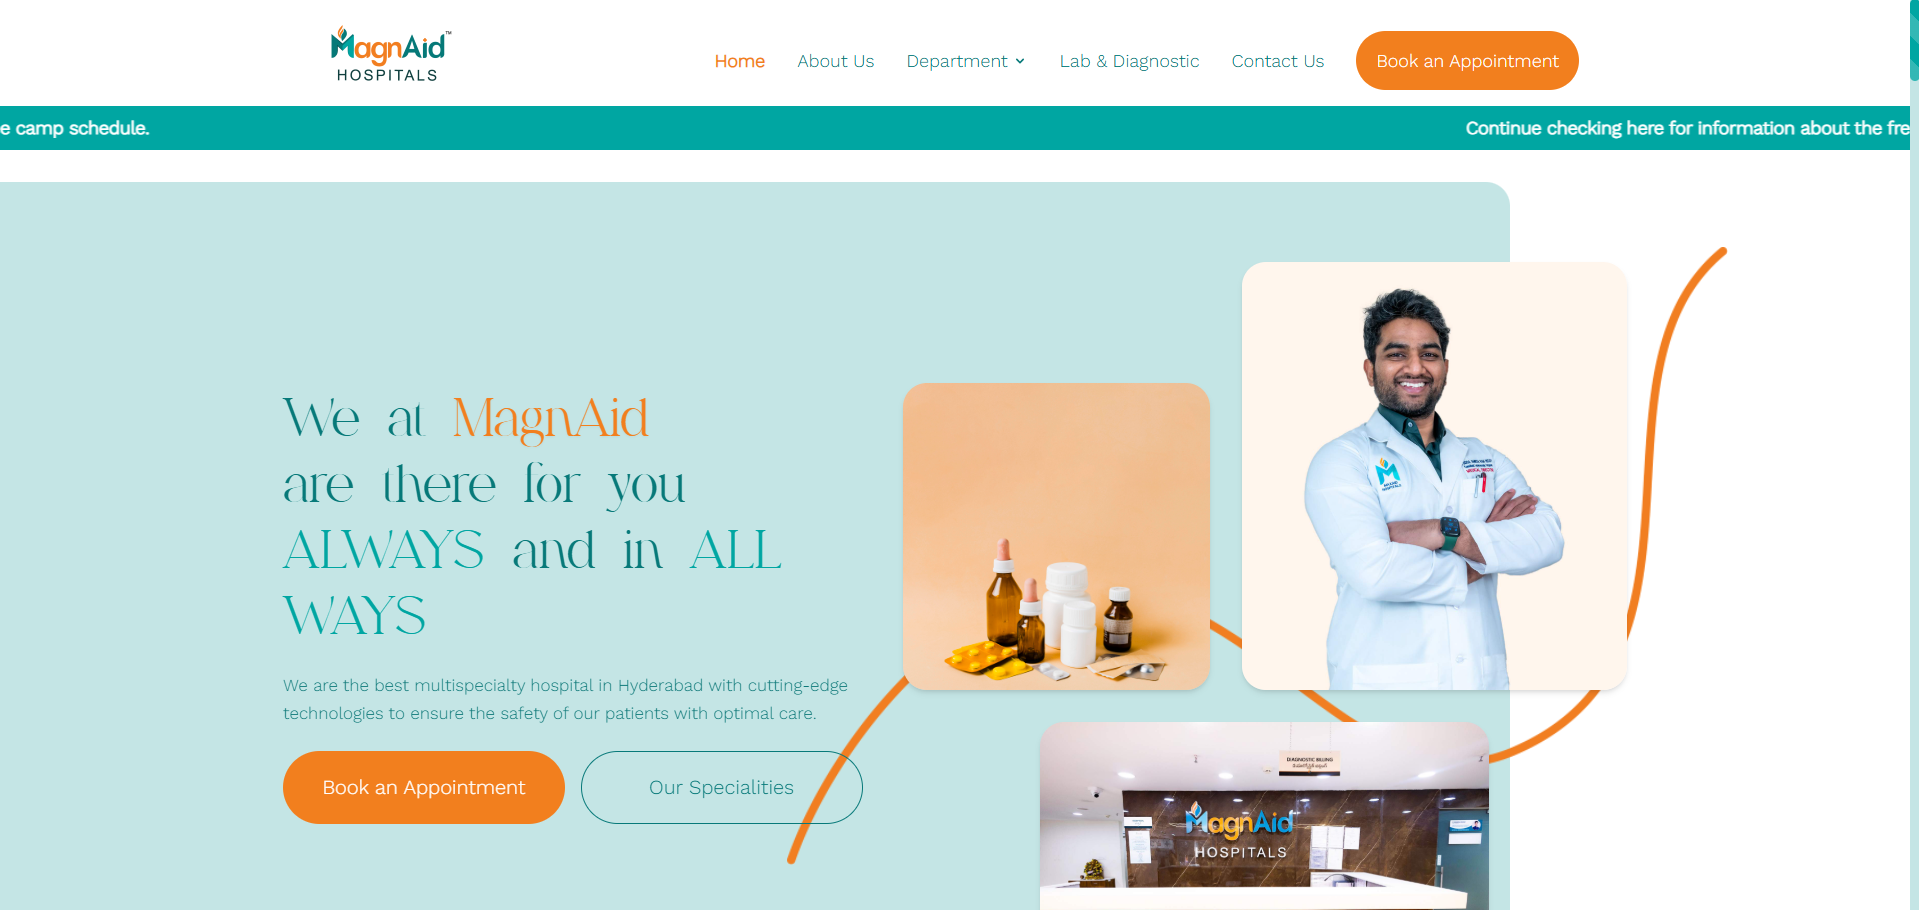 MagnAid™
HOSPITALS
Home
About Us
Department
Lab & Diagnostic
Contact Us
Book an Appointment
e camp schedule.
Continue checking here for information about the fre
We at MagnAid
are there for you
ALWAYS and in ALL
WAYS
We are the best multispecialty hospital in Hyderabad with cutting-edge
technologies to ensure the safety of our patients with optimal care.
Book an Appointment
Our Specialities
DIAGNOSTIC BILLING
MagnAid
HOSPITALS